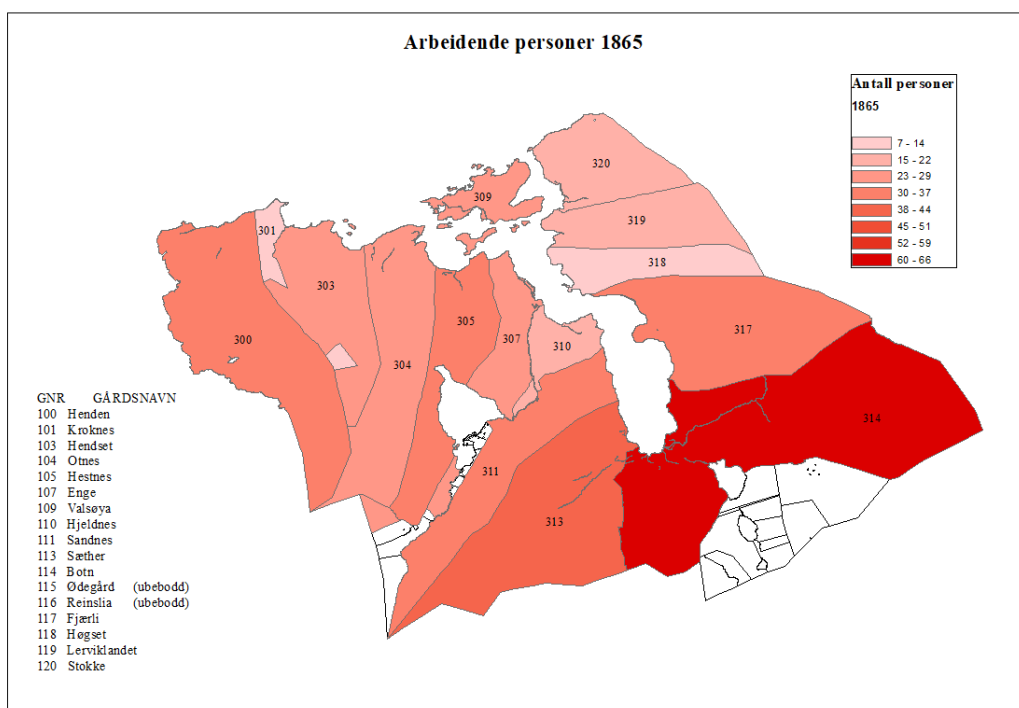 Arbeidende personer 1865
Antall personer
1865
7 - 14
15 - 22
23 - 29
30 - 37
38 - 44
45 - 51
52 - 59
60 - 66
320
309
319
301
318
303
305
317
300
307
310
304
314
311
313
GNR GÅRDSNAVN
100 Henden
101 Kroknes
103 Hendset
104 Otnes
105 Hestnes
107 Enge
109 Valsøya
110 Hjeldnes
111 Sandnes
113 Sæther
114 Botn
115 Ødegård (ubebodd)
116 Reinslia (ubebodd)
117 Fjærli
118 Høgset
119 Lerviklandet
120 Stokke